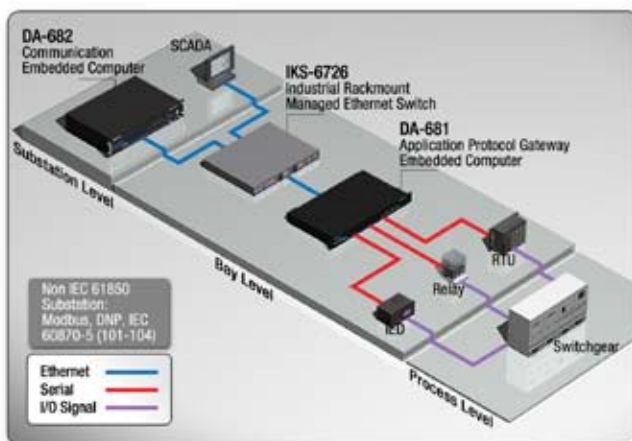 DA-682
Communication
Embedded Computer
SCADA
IKS-6726
Industrial Rackmount
Managed Ethernet Switch
DA-681
Application Protocol Gateway
Embedded Computer
Substation Level
Bay Level
Process Level
RTU
Relay
IED
Switchgear
Non IEC 61850
Substation:
Modbus, DNP, IEC
60870-5 (101-104)
Ethernet
Serial
I/O Signal